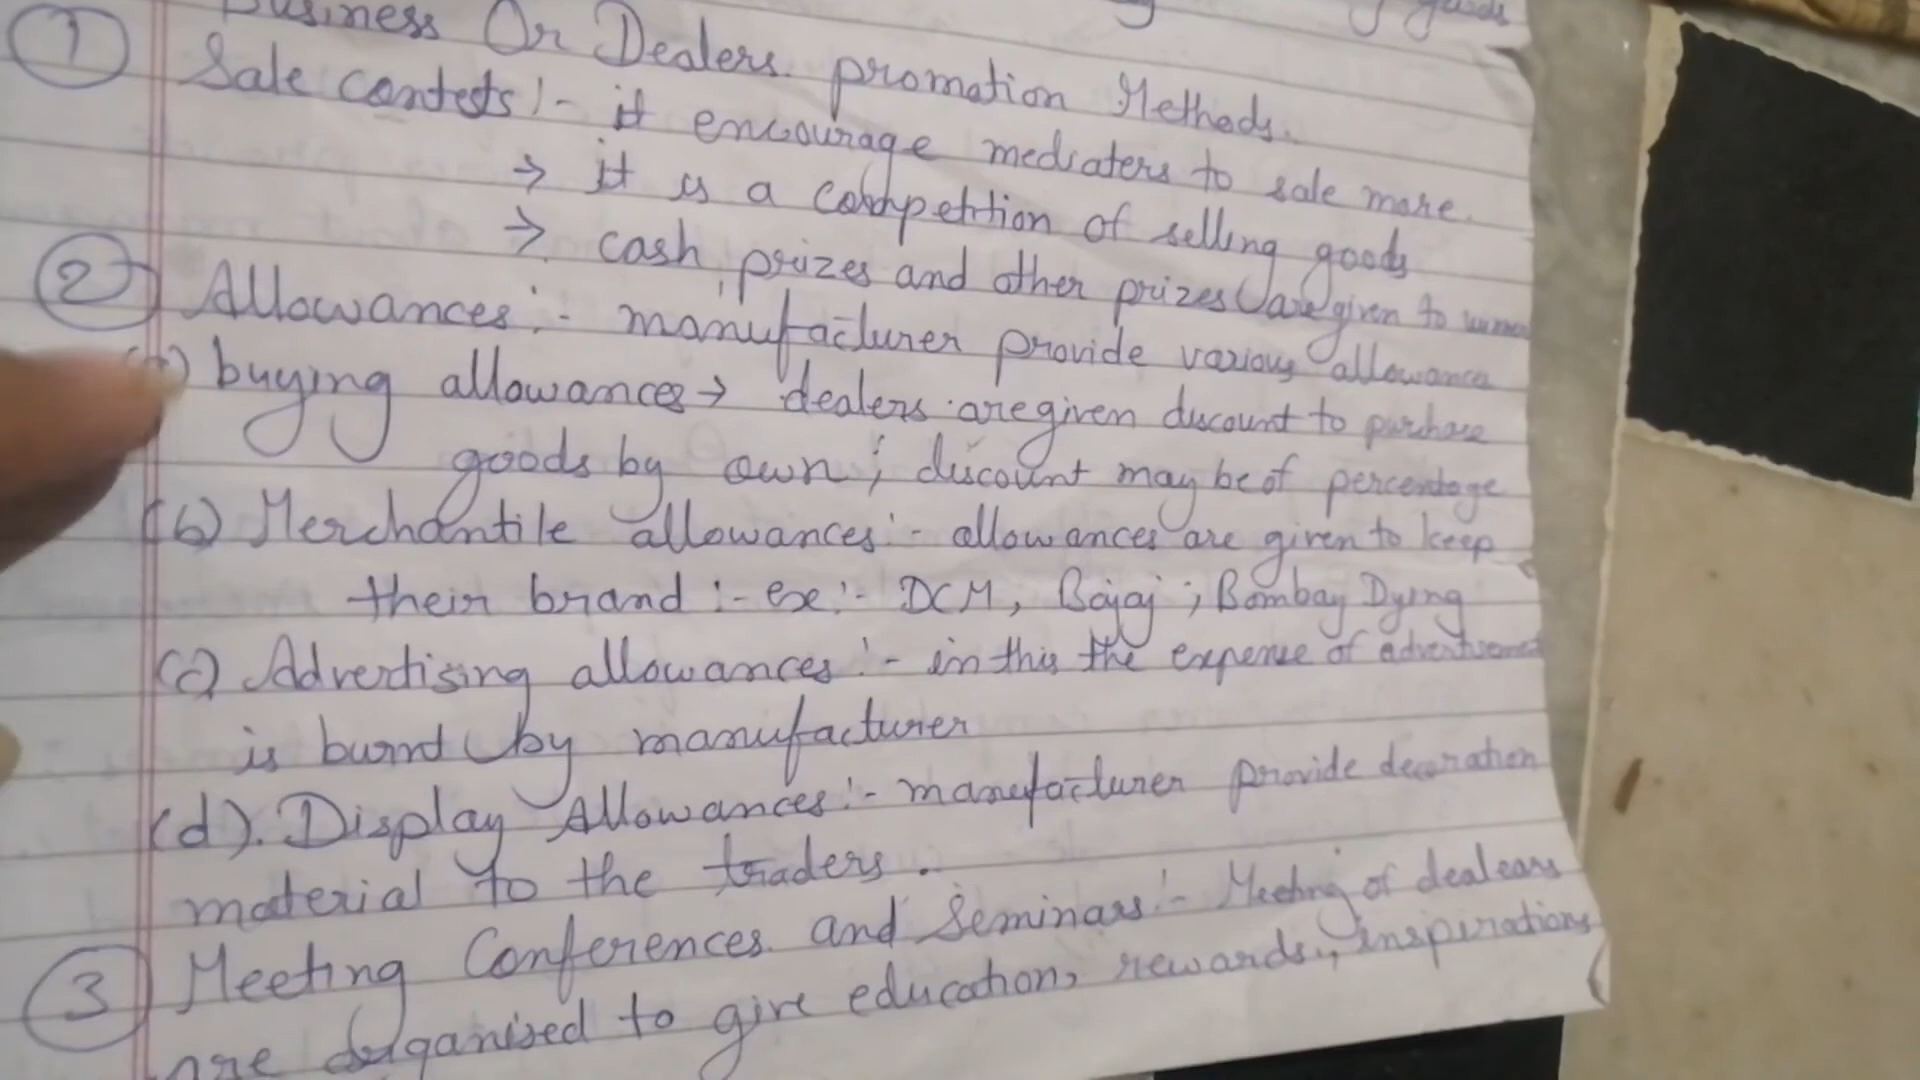 goods
Business Or Dealers promotion Methods.
① Sale contests :- it encourage mediaters to sale more.
→ it is a competition of selling goods
→ cash prizes and other prizes are given to
② Allowances :- manufacturer provide various allowance
buying allowances → dealers are given discount to purchase
goods by own ; discount may be of percentage
(b) Merchantile allowances :- allowances are given to keep
their brand :- ex :- DCM, Bajaj ; Bombay Dying
(c) Advertising allowances :- in this the expense of advertisement
is burnt by manufacturer
(d). Display Allowances :- manufacturer provide decoration
material to the traders.
③ Meeting Conferences and Seminars :- Meeting of dealears
are organised to give education, rewards, inspirations